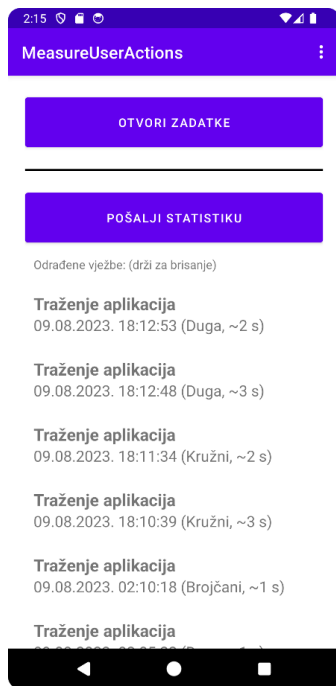 2:15
MeasureUserActions
OTVORI ZADATKE
POŠALJI STATISTIKU
Odrađene vježbe: (drži za brisanje)
Traženje aplikacija
09.08.2023. 18:12:53 (Duga, ~2 s)
Traženje aplikacija
09.08.2023. 18:12:48 (Duga, ~3 s)
Traženje aplikacija
09.08.2023. 18:11:34 (Kružni, ~2 s)
Traženje aplikacija
09.08.2023. 18:10:39 (Kružni, ~3 s)
Traženje aplikacija
09.08.2023. 02:10:18 (Brojčani, ~1 s)
Traženje aplikacija